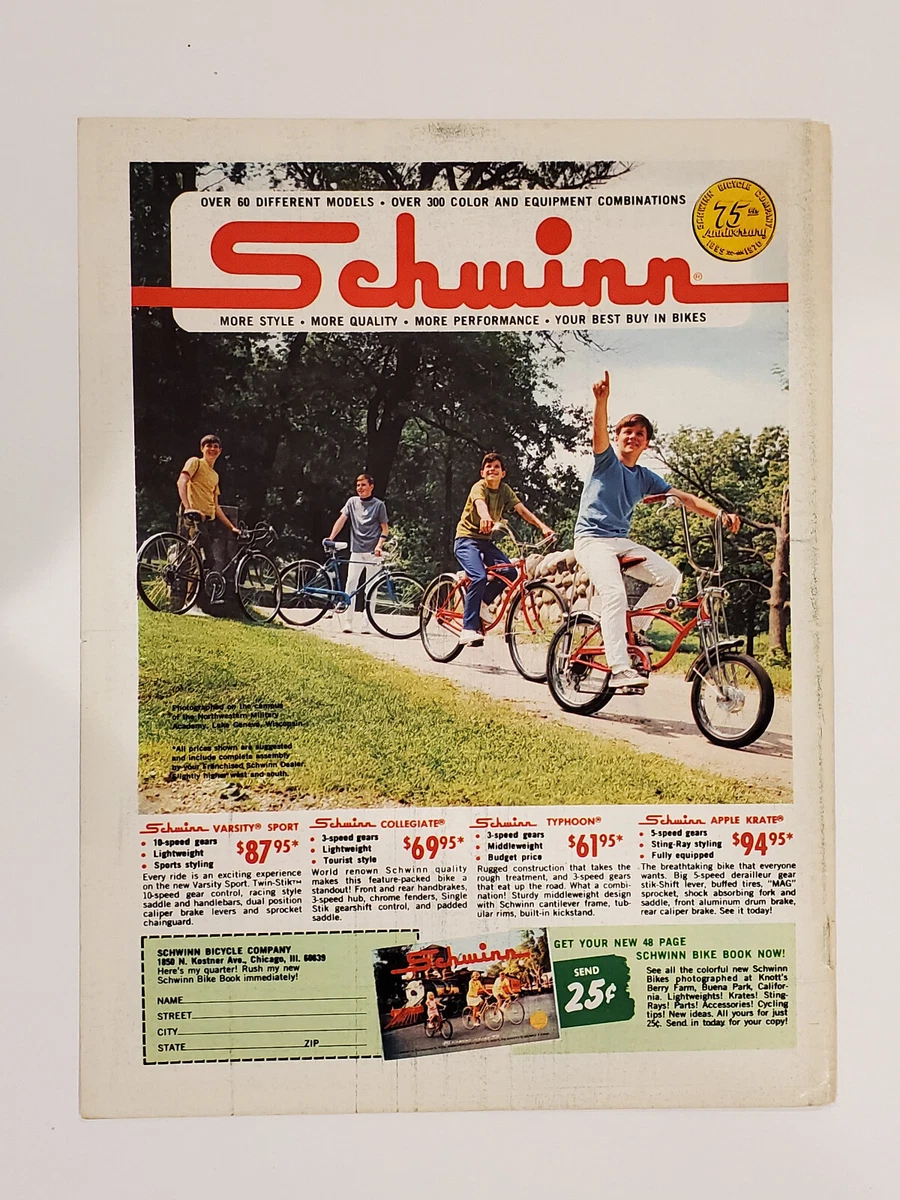 OVER 60 DIFFERENT MODELS • OVER 300 COLOR AND EQUIPMENT COMBINATIONS
SCHWINN BICYCLE COMPANY
75th
Anniversary
1895 1970
Schwinn®
MORE STYLE • MORE QUALITY • MORE PERFORMANCE • YOUR BEST BUY IN BIKES
Photographed on the campus
of the Northwestern Military
Academy, Lake Geneva, Wisconsin.
*All prices shown are suggested
and include complete assembly
by your Franchised Schwinn Dealer.
Slightly higher west and south.
Schwinn VARSITY® SPORT
• 10-speed gears
• Lightweight
• Sports styling
$87.95*
Every ride is an exciting experience
on the new Varsity Sport. Twin-Stik™
10-speed gear control, racing style
saddle and handlebars, dual position
caliper brake levers and sprocket
chainguard.
Schwinn COLLEGIATE®
• 3-speed gears
• Lightweight
• Tourist style
$69.95*
World renown Schwinn quality
makes this feature-packed bike a
standout! Front and rear handbrakes,
3-speed hub, chrome fenders, Single
Stik gearshift control, and padded
saddle.
Schwinn TYPHOON®
• 3-speed gears
• Middleweight
• Budget price
$61.95*
Rugged construction that takes the
rough treatment, and 3-speed gears
that eat up the road. What a combi-
nation! Sturdy middleweight design
with Schwinn cantilever frame, tub-
ular rims, built-in kickstand.
Schwinn APPLE KRATE®
• 5-speed gears
• Sting-Ray styling
• Fully equipped
$94.95*
The breathtaking bike that everyone
wants. Big 5-speed derailleur gear
stik-Shift lever, buffed tires, "MAG"
sprocket, shock absorbing fork and
saddle, front aluminum drum brake,
rear caliper brake. See it today!
SCHWINN BICYCLE COMPANY
1850 N. Kostner Ave., Chicago, Ill. 60639
Here's my quarter! Rush my new
Schwinn Bike Book immediately!
NAME
STREET
CITY
STATE ZIP
Schwinn
GET YOUR NEW 48 PAGE
SCHWINN BIKE BOOK NOW!
SEND
25¢
See all the colorful new Schwinn
Bikes photographed at Knott's
Berry Farm, Buena Park, Califor-
nia. Lightweights! Krates! Sting-
Rays! Parts! Accessories! Cycling
tips! New ideas. All yours for just
25¢. Send in today for your copy!